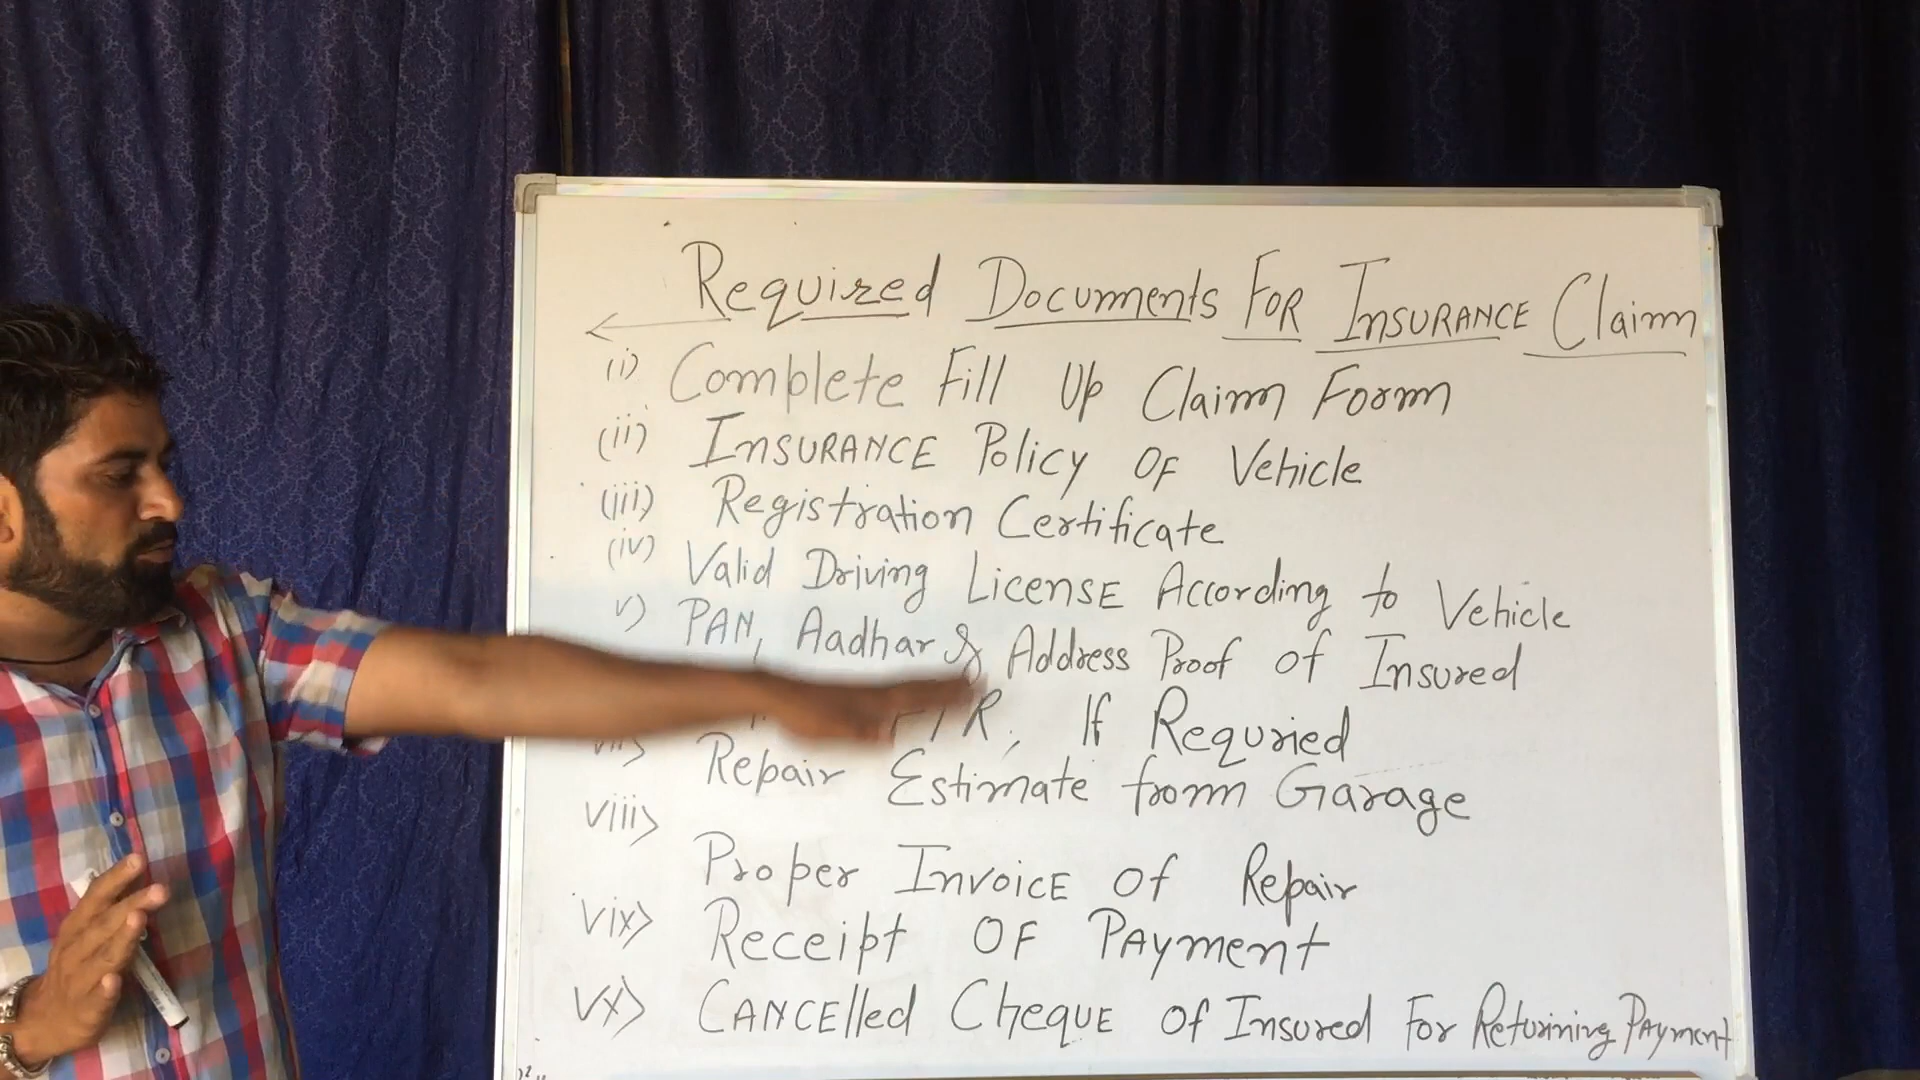 Required Documents FOR INSURANCE Claim
(i) Complete Fill Up Claim Form
(ii) INSURANCE Policy OF Vehicle
(iii) Registration Certificate
(iv) Valid Driving LicensE According to Vehicle
v) PAN, Aadhar & Address Proof of Insured
If Requried
vii) Repair Estimate from Garage
viii)
Proper InvoicE Of Repair
vix) Receipt OF PAyment
vx) CANCElled ChequE Of Insured For Returining PAyment